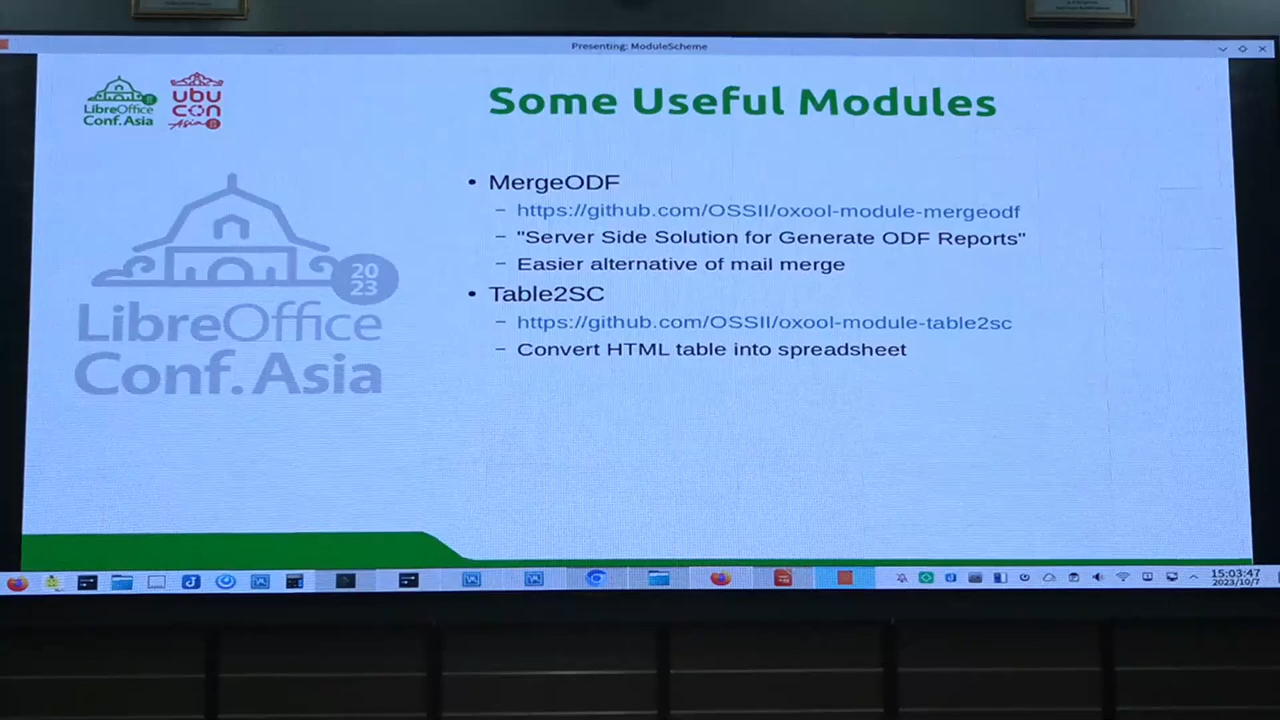 Presenting: ModuleScheme
LibreOffice
Conf.Asia
ubu
con
Asia
Some Useful Modules
• MergeODF
– https://github.com/OSSII/oxool-module-mergeodf
– "Server Side Solution for Generate ODF Reports"
– Easier alternative of mail merge
• Table2SC
– https://github.com/OSSII/oxool-module-table2sc
– Convert HTML table into spreadsheet
20
23
LibreOffice
Conf.Asia
15:03:47
2023/10/7